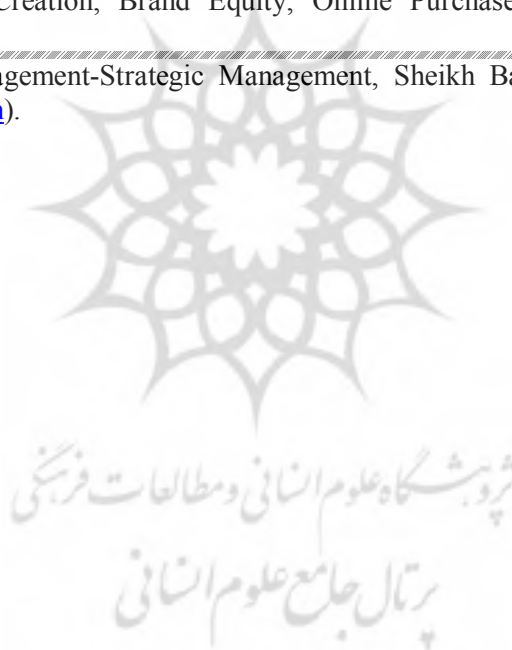 Creation, Brand Equity, Online Purchase
agement-Strategic Management, Sheikh Ba
).
پژوهشگاه علوم انسانی و مطالعات فرهنگی
پرتال جامع علوم انسانی